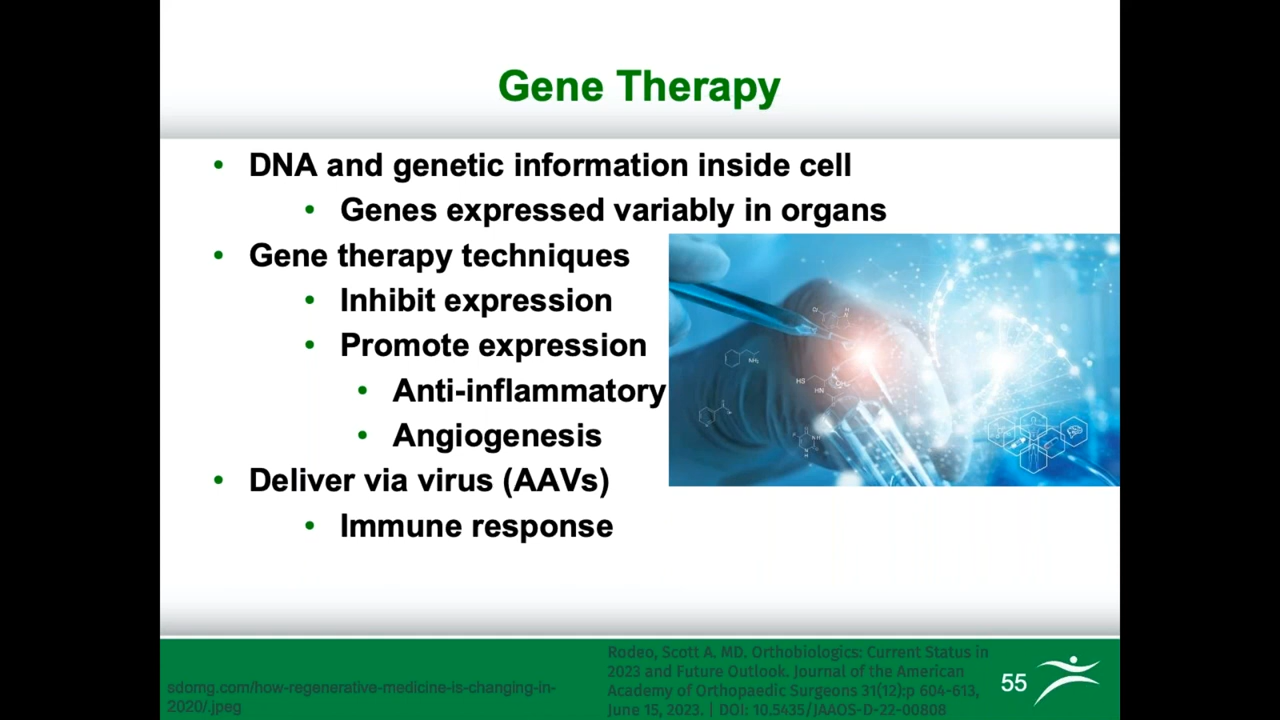 Gene Therapy
• DNA and genetic information inside cell
• Genes expressed variably in organs
• Gene therapy techniques
• Inhibit expression
• Promote expression
• Anti-inflammatory
• Angiogenesis
• Deliver via virus (AAVs)
• Immune response
NH₂
HS
HN
sdomg.com/how-regenerative-medicine-is-changing-in-
2020/.jpeg
Rodeo, Scott A. MD. Orthobiologics: Current Status in
2023 and Future Outlook. Journal of the American
Academy of Orthopaedic Surgeons 31(12):p 604-613,
June 15, 2023. | DOI: 10.5435/JAAOS-D-22-00808
55